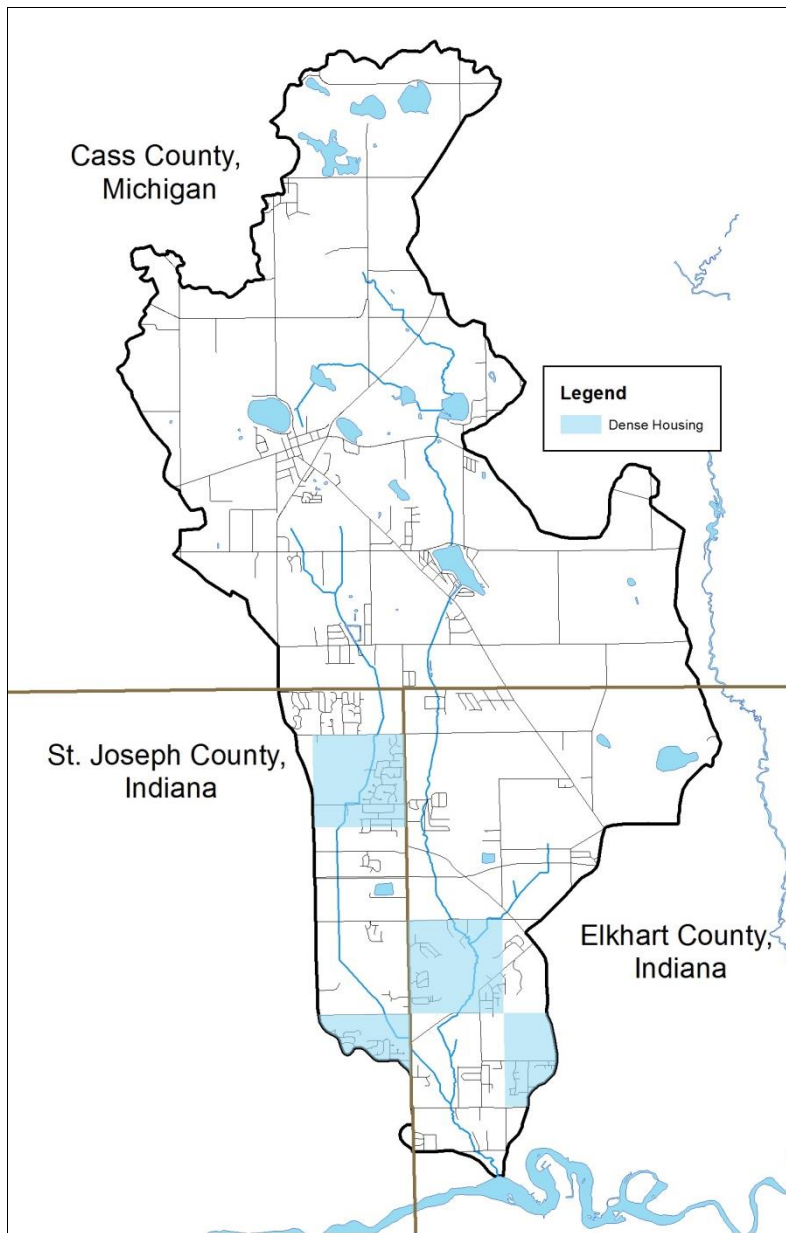 Cass County,
Michigan
Legend
Dense Housing
St. Joseph County,
Indiana
Elkhart County,
Indiana